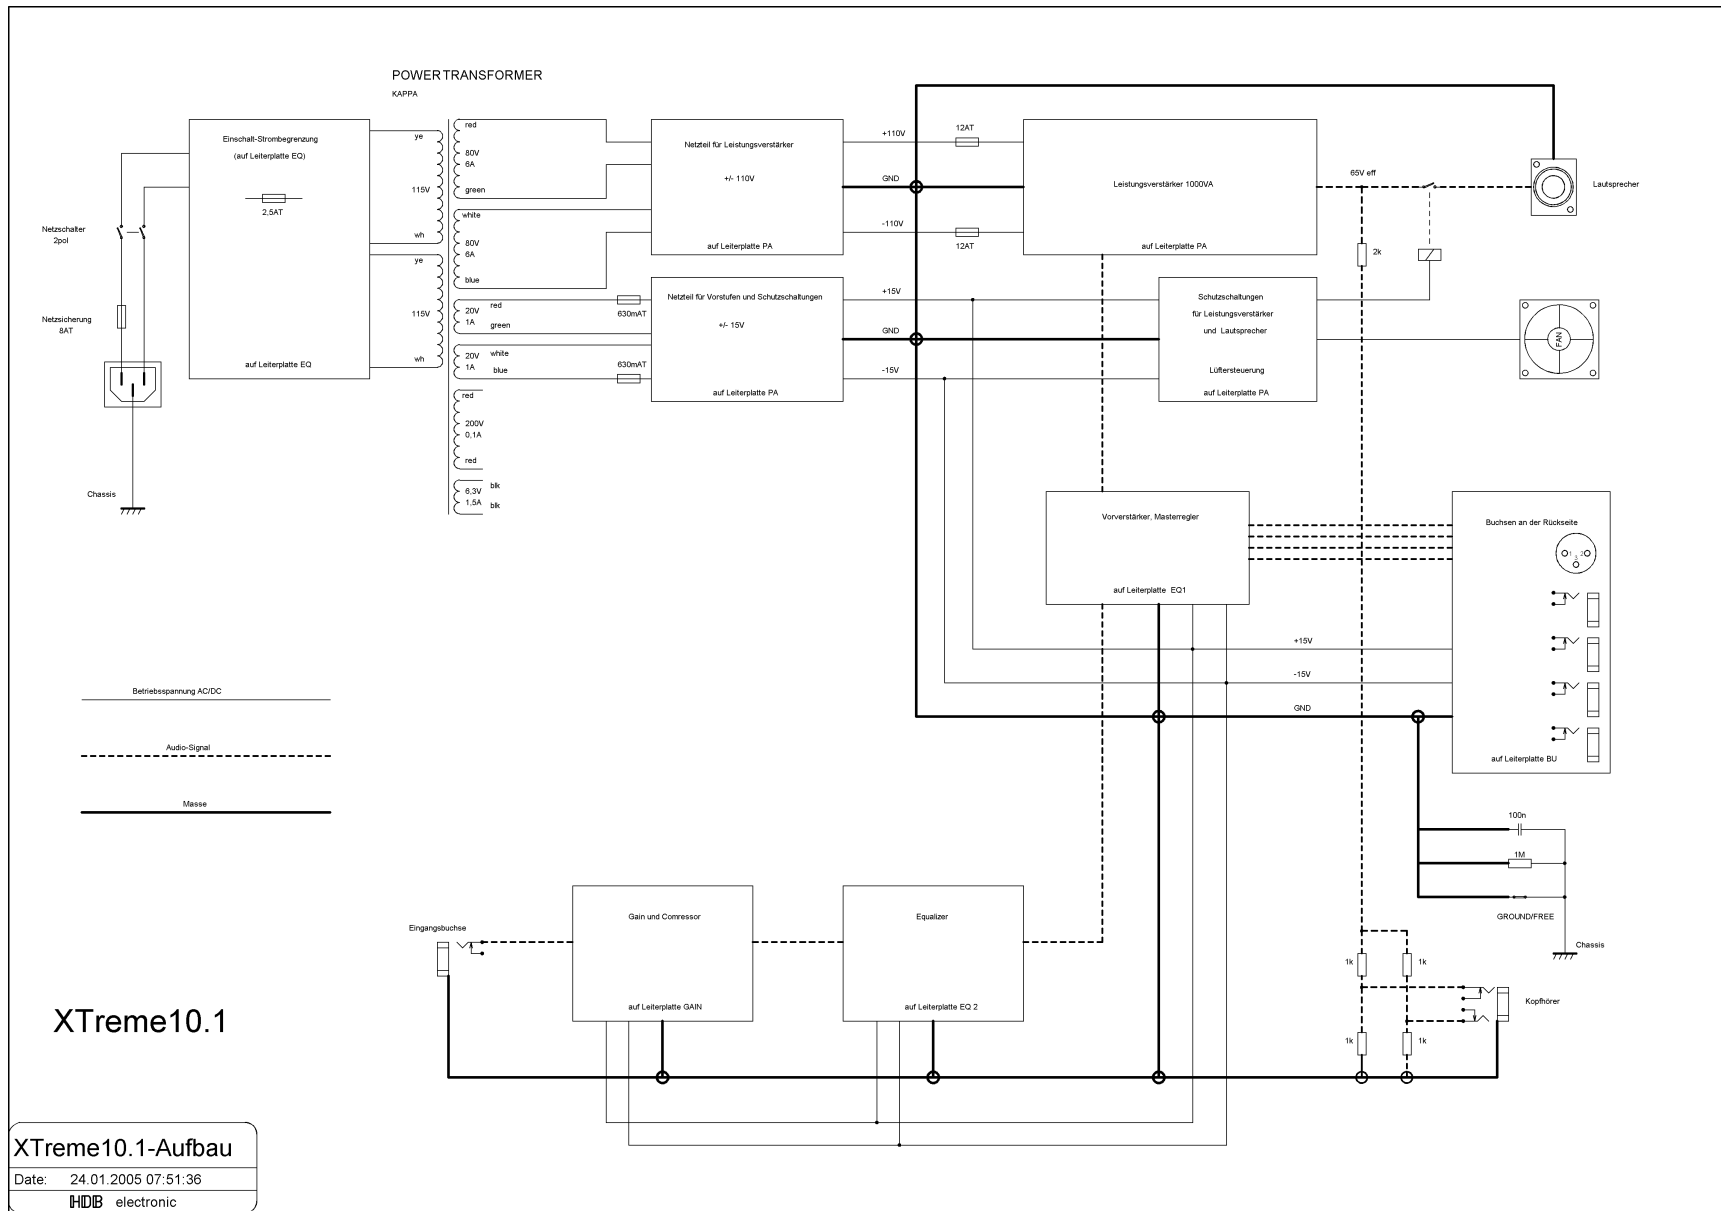 POWER TRANSFORMER
KAPPA
Einschalt-Strombegrenzung
(auf Leiterplatte EQ)
2,5AT
auf Leiterplatte EQ
Netzschalter
2pol
Netzsicherung
8AT
Chassis
ye
115V
wh
ye
115V
wh
red
80V
6A
green
white
80V
6A
blue
20V
1A
red
green
20V
1A
white
blue
red
200V
0,1A
red
6,3V
1,5A
blk
blk
630mAT
630mAT
Netzteil für Leistungsverstärker
+/- 110V
auf Leiterplatte PA
Netzteil für Vorstufen und Schutzschaltungen
+/- 15V
auf Leiterplatte PA
+110V
GND
-110V
12AT
12AT
+15V
GND
-15V
Leistungsverstärker 1000VA
auf Leiterplatte PA
65V eff
2k
Lautsprecher
Schutzschaltungen
für Leistungsverstärker
und Lautsprecher
Lüftersteuerung
auf Leiterplatte PA
FAN
Vorverstärker, Masterregler
auf Leiterplatte EQ1
Buchsen an der Rückseite
1 2
3
auf Leiterplatte BU
+15V
-15V
GND
Betriebsspannung AC/DC
Audio-Signal
Masse
100n
1M
GROUND/FREE
Chassis
Eingangsbuchse
Gain und Comressor
auf Leiterplatte GAIN
Equalizer
auf Leiterplatte EQ 2
1k
1k
1k
1k
Kopfhörer
XTreme10.1
XTreme10.1-Aufbau
Date: 24.01.2005 07:51:36
HDB electronic